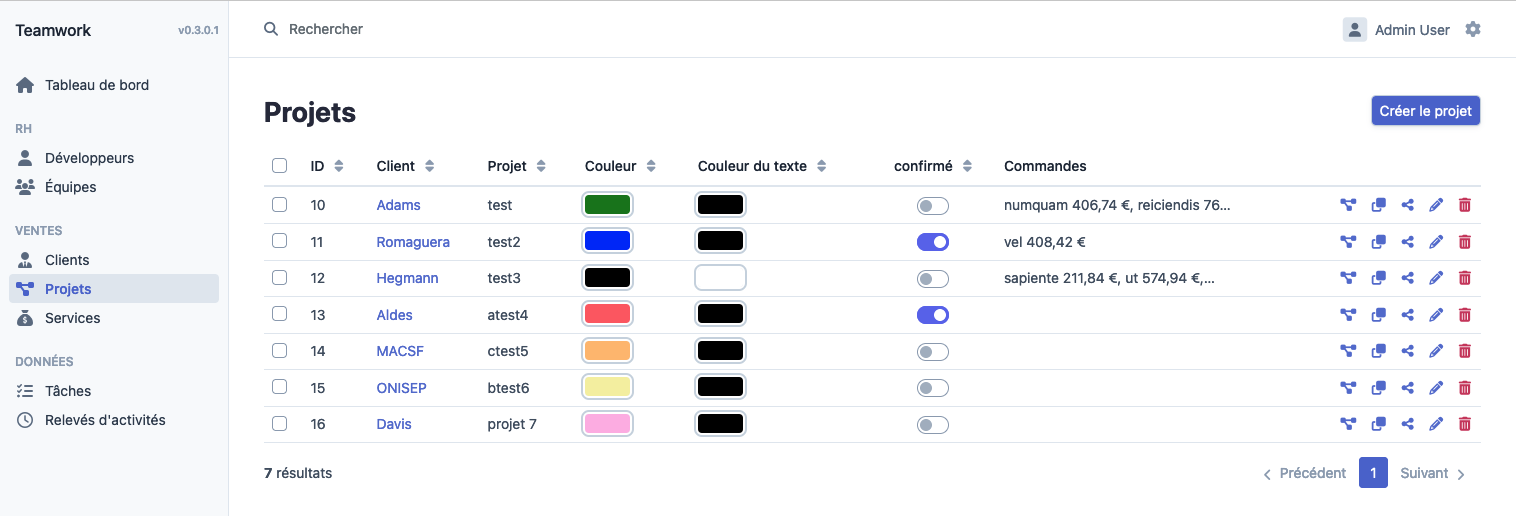 Teamwork v0.3.0.1
Rechercher
Admin User
Tableau de bord
RH
Développeurs
Équipes
VENTES
Clients
Projets
Services
DONNÉES
Tâches
Relevés d'activités
Projets
Créer le projet
ID Client Projet Couleur Couleur du texte confirmé Commandes
10 Adams test numquam 406,74 €, reiciendis 76...
11 Romaguera test2 vel 408,42 €
12 Hegmann test3 sapiente 211,84 €, ut 574,94 €,...
13 Aldes atest4
14 MACSF ctest5
15 ONISEP btest6
16 Davis projet 7
7 résultats
Précédent 1 Suivant